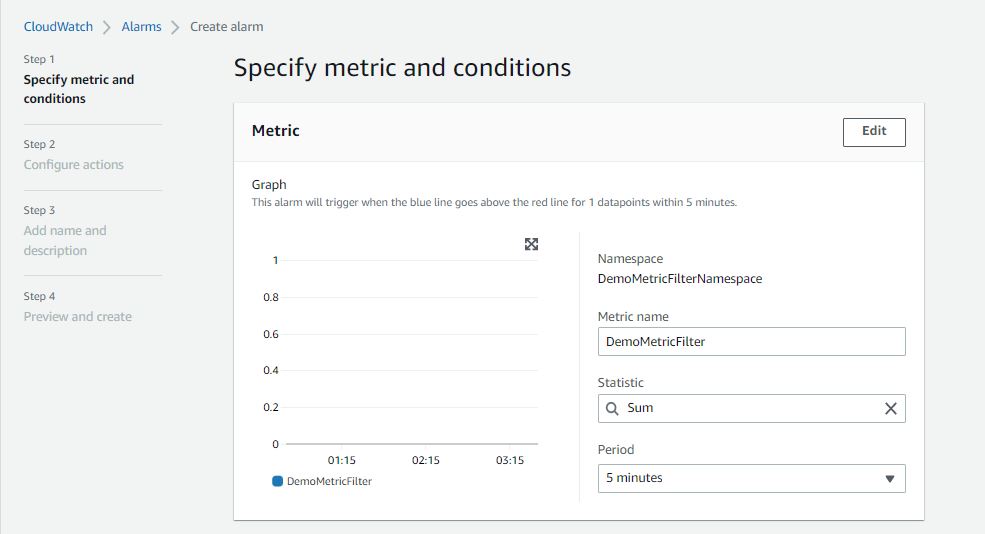 CloudWatch > Alarms > Create alarm
Step 1
Specify metric and
conditions
Step 2
Configure actions
Step 3
Add name and
description
Step 4
Preview and create
Specify metric and conditions
Metric
Edit
Graph
This alarm will trigger when the blue line goes above the red line for 1 datapoints within 5 minutes.
1
0.8
0.6
0.4
0.2
0
01:15 02:15 03:15
DemoMetricFilter
Namespace
DemoMetricFilterNamespace
Metric name
DemoMetricFilter
Statistic
Sum
Period
5 minutes